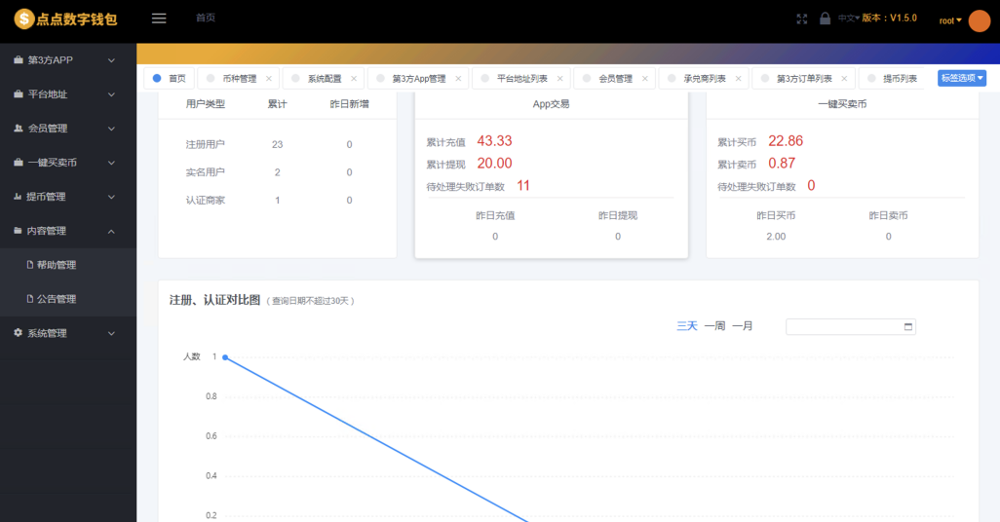 点点数字钱包
首页
中文
版本：V1.5.0
root
第3方APP
平台地址
会员管理
一键买卖币
提币管理
内容管理
帮助管理
公告管理
系统管理
首页
币种管理
系统配置
第3方App管理
平台地址列表
会员管理
承兑商列表
第3方订单列表
提币列表
标签选项
用户类型 累计 昨日新增
注册用户 23 0
实名用户 2 0
认证商家 1 0
App交易
累计充值 43.33
累计提现 20.00
待处理失败订单数 11
昨日充值 昨日提现
0 0
一键买卖币
累计买币 22.86
累计卖币 0.87
待处理失败订单数 0
昨日买币 昨日卖币
2.00 0
注册、认证对比图（查询日期不超过30天）
三天 一周 一月
人数 1
0.8
0.6
0.4
0.2